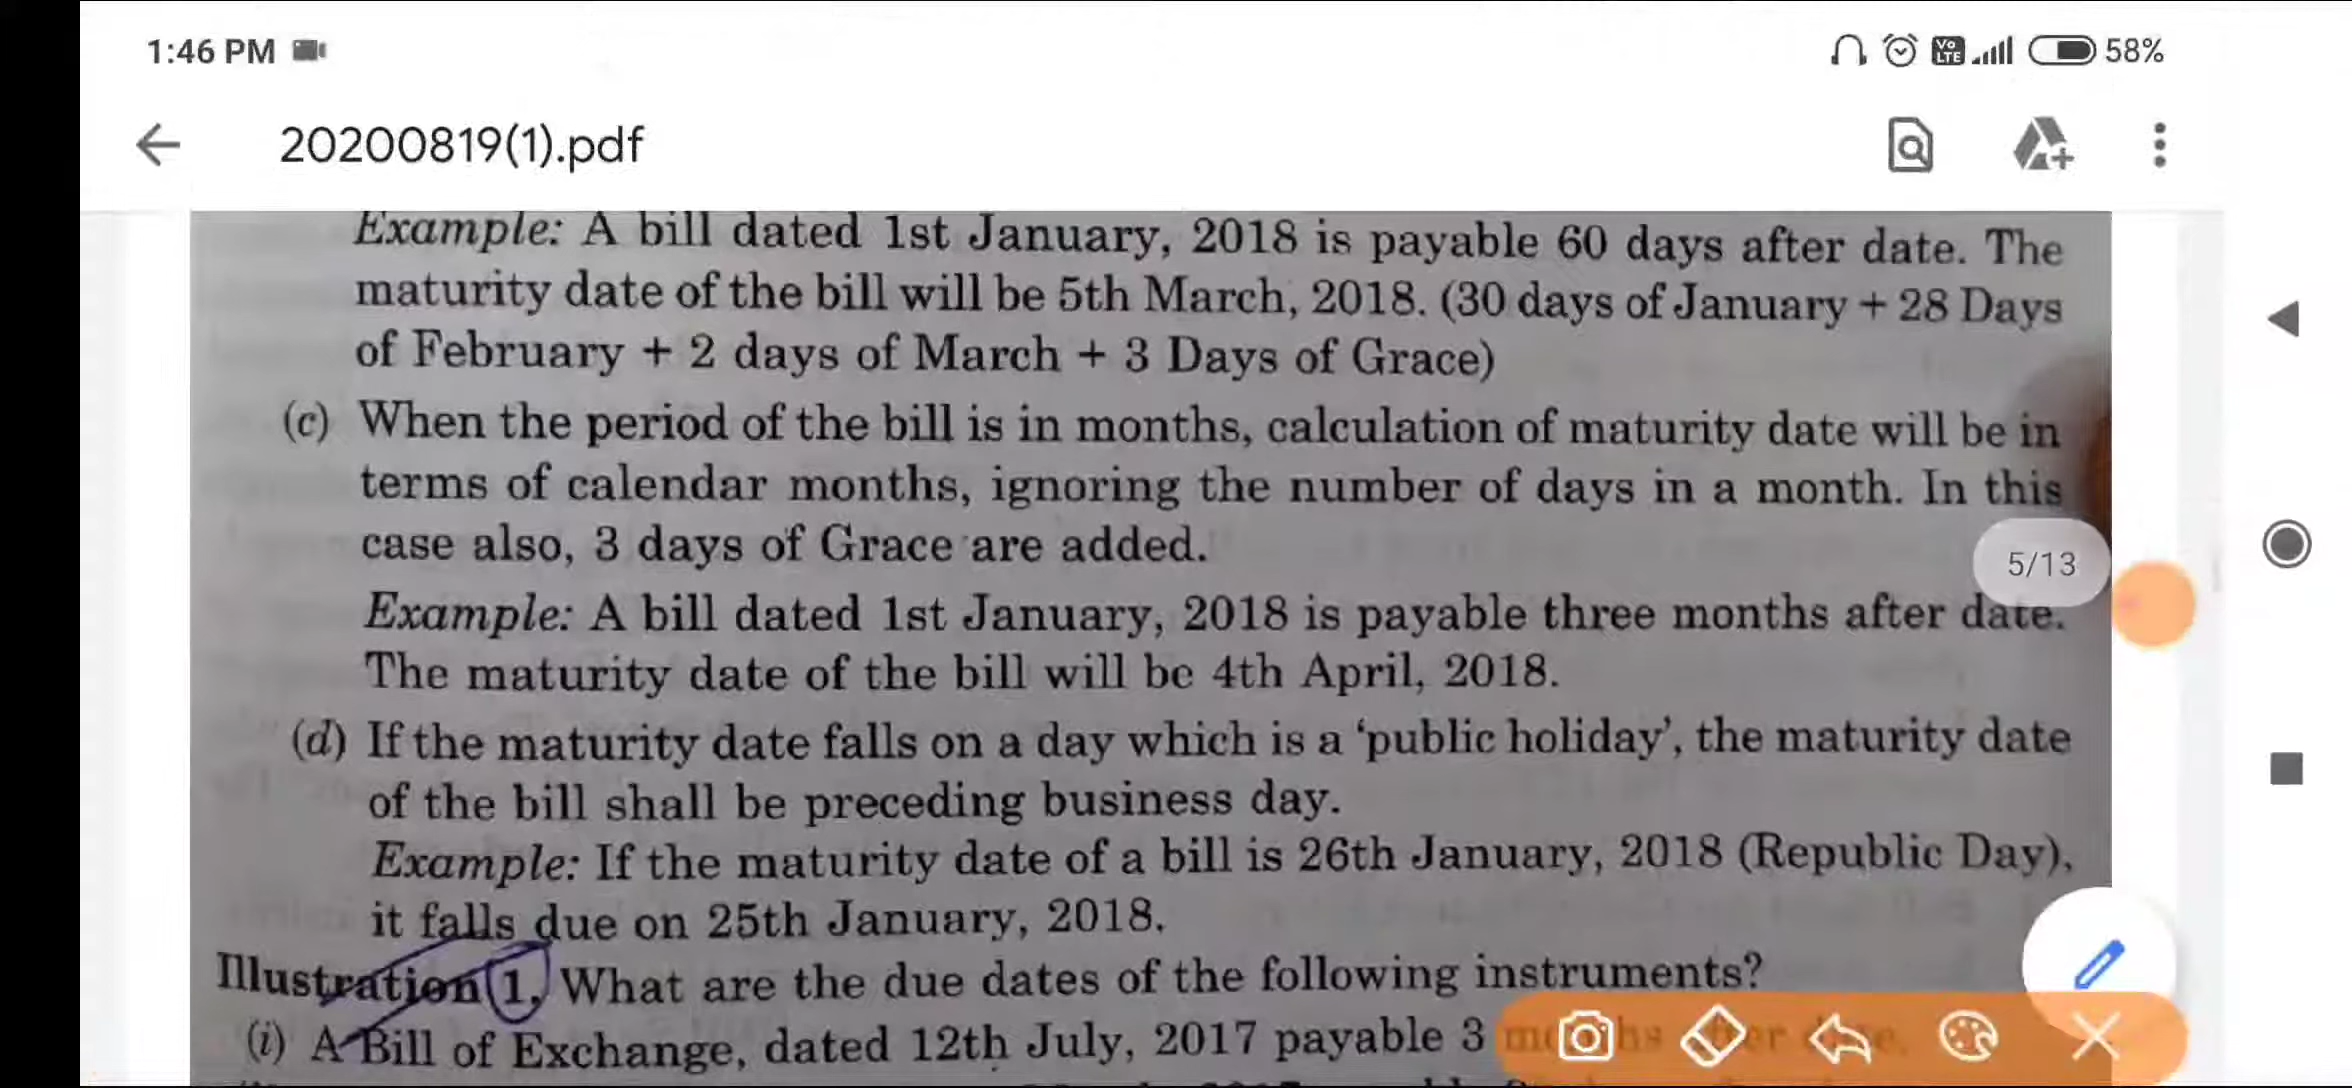 1:46 PM
Vo LTE 58%
20200819(1).pdf
Example: A bill dated 1st January, 2018 is payable 60 days after date. The
maturity date of the bill will be 5th March, 2018. (30 days of January + 28 Days
of February + 2 days of March + 3 Days of Grace)
(c) When the period of the bill is in months, calculation of maturity date will be in
terms of calendar months, ignoring the number of days in a month. In this
case also, 3 days of Grace are added.
5/13
Example: A bill dated 1st January, 2018 is payable three months after date.
The maturity date of the bill will be 4th April, 2018.
(d) If the maturity date falls on a day which is a ‘public holiday’, the maturity date
of the bill shall be preceding business day.
Example: If the maturity date of a bill is 26th January, 2018 (Republic Day),
it falls due on 25th January, 2018.
Illustration 1. What are the due dates of the following instruments?
(i) A Bill of Exchange, dated 12th July, 2017 payable 3